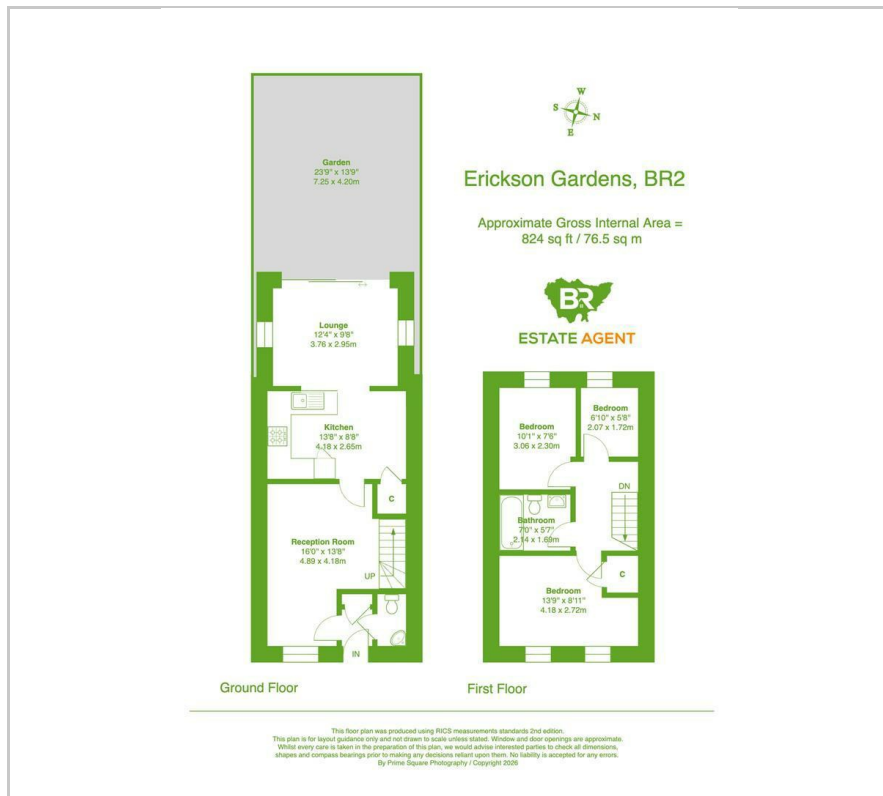 Garden
23'9" x 13'9"
7.25 x 4.20m
W
S
N
E
Erickson Gardens, BR2
Approximate Gross Internal Area =
824 sq ft / 76.5 sq m
BR
ESTATE AGENT
Lounge
12'4" x 9'8"
3.76 x 2.95m
Kitchen
13'8" x 8'8"
4.18 x 2.65m
C
Reception Room
16'0" x 13'8"
4.89 x 4.18m
UP
IN
Bedroom
10'1" x 7'6"
3.06 x 2.30m
Bedroom
6'10" x 5'8"
2.07 x 1.72m
DN
Bathroom
7'0" x 5'7"
2.14 x 1.69m
C
Bedroom
13'9" x 8'11"
4.18 x 2.72m
Ground Floor
First Floor
This floor plan was produced using RICS measurements standards 2nd edition.
This plan is for layout guidance only and not drawn to scale unless stated. Window and door openings are approximate.
Whilst every care is taken in the preparation of this plan, we would advise interested parties to check all dimensions,
shapes and compass bearings prior to making any decisions reliant upon them. No liability is accepted for any errors.
By Prime Square Photography / Copyright 2026